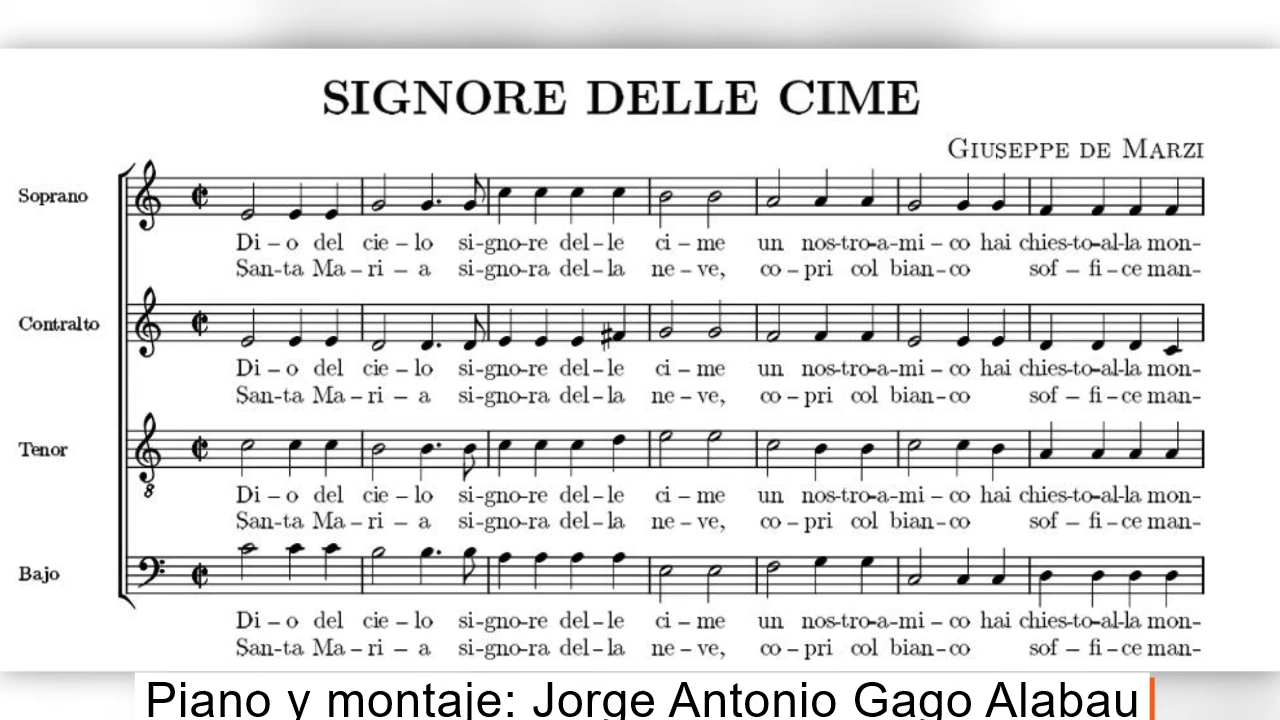 SIGNORE DELLE CIME
GIUSEPPE DE MARZI
Soprano
Di – o del cie – lo si-gno-re del – le ci – me un nos-tro-a-mi – co hai chies-to-al-la mon-
San-ta Ma – ri – a si-gno-ra del – la ne – ve, co – pri col bian – co sof – fi – ce man-
Contralto
Di – o del cie – lo si-gno-re del – le ci – me un nos-tro-a-mi – co hai chies-to-al-la mon-
San-ta Ma – ri – a si-gno-ra del – la ne – ve, co – pri col bian – co sof – fi – ce man-
Tenor
8
Di – o del cie – lo si-gno-re del – le ci – me un nos-tro-a-mi – co hai chies-to-al-la mon-
San-ta Ma – ri – a si-gno-ra del – la ne – ve, co – pri col bian – co sof – fi – ce man-
Bajo
Di – o del cie – lo si-gno-re del – le ci – me un nos-tro-a-mi – co hai chies-to-al-la mon-
San-ta Ma – ri – a si-gno-ra del – la ne – ve, co – pri col bian – co sof – fi – ce man-
Piano y montaje: Jorge Antonio Gago Alabau